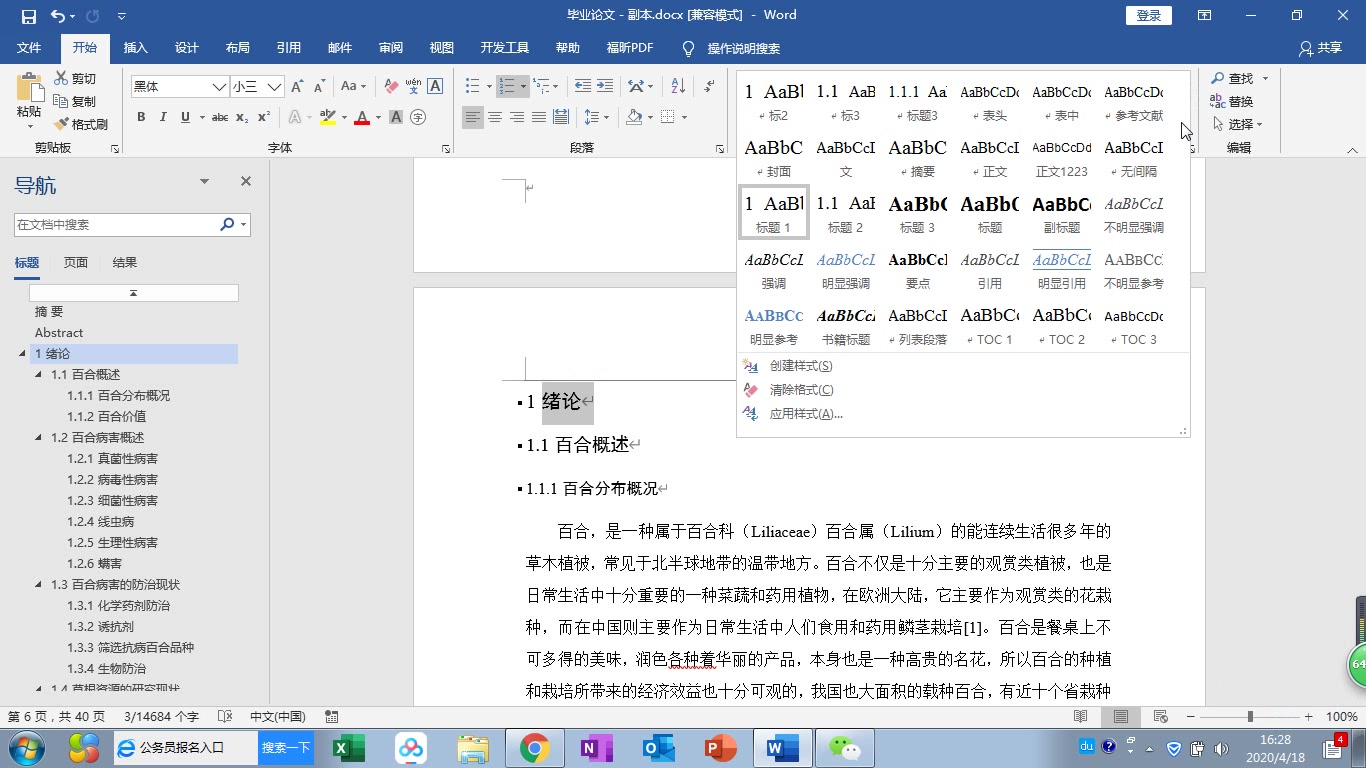 毕业论文 - 副本.docx [兼容模式] - Word
登录
文件 开始 插入 设计 布局 引用 邮件 审阅 视图 开发工具 帮助 福昕PDF 操作说明搜索 共享
粘贴
剪切
复制
格式刷
剪贴板
黑体 小三
字体
段落
1 AaBl 1.1 AaB 1.1.1 Aa AaBbCcDc AaBbCcDc AaBbCcDc
标2 标3 标题3 表头 表中 参考文献
AaBbC AaBbCcI AaBbC AaBbCcI AaBbCcDd AaBbCcI
封面 文 摘要 正文 正文1223 无间隔
1 AaBl 1.1 AaB AaBb( AaBb( AaBbC AaBbCcL
标题 1 标题 2 标题 3 标题 副标题 不明显强调
AaBbCcL AaBbCcL AaBbCcI AaBbCcL AaBbCcL AABBCC
强调 明显强调 要点 引用 明显引用 不明显参考
AABBCC AaBbCcL AaBbCcI AaBbC AaBbC AaBbCcDc
明显参考 书籍标题 列表段落 TOC 1 TOC 2 TOC 3
创建样式(S)
清除格式(C)
应用样式(A)...
查找
替换
选择
编辑
导航
在文档中搜索
标题 页面 结果
摘 要
Abstract
1 绪论
1.1 百合概述
1.1.1 百合分布概况
1.1.2 百合价值
1.2 百合病害概述
1.2.1 真菌性病害
1.2.2 病毒性病害
1.2.3 细菌性病害
1.2.4 线虫病
1.2.5 生理性病害
1.2.6 螨害
1.3 百合病害的防治现状
1.3.1 化学药剂防治
1.3.2 诱抗剂
1.3.3 筛选抗病百合品种
1.3.4 生物防治
1.4 草根资源的研究现状
1 绪论
1.1 百合概述
1.1.1 百合分布概况
百合，是一种属于百合科（Liliaceae）百合属（Lilium）的能连续生活很多年的
草木植被，常见于北半球地带的温带地方。百合不仅是十分主要的观赏类植被，也是
日常生活中十分重要的一种菜蔬和药用植物，在欧洲大陆，它主要作为观赏类的花栽
种，而在中国则主要作为日常生活中人们食用和药用鳞茎栽培[1]。百合是餐桌上不
可多得的美味，润色各种着华丽的产品，本身也是一种高贵的名花，所以百合的种植
和栽培所带来的经济效益也十分可观的，我国也大面积的载种百合，有近十个省栽种
第 6 页，共 40 页 3/14684 个字 中文(中国) 100%
公务员报名入口 搜索一下
64
du
16:28
2020/4/18
4